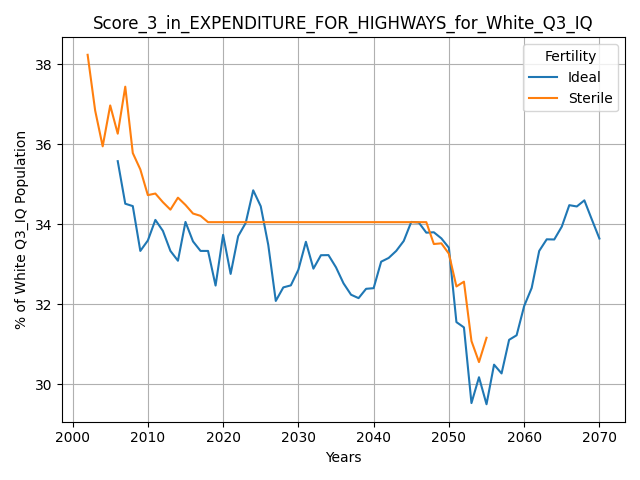 Score_3_in_EXPENDITURE_FOR_HIGHWAYS_for_White_Q3_IQ
Fertility
Ideal
Sterile
% of White Q3_IQ Population
38
36
34
32
30
2000 2010 2020 2030 2040 2050 2060 2070
Years